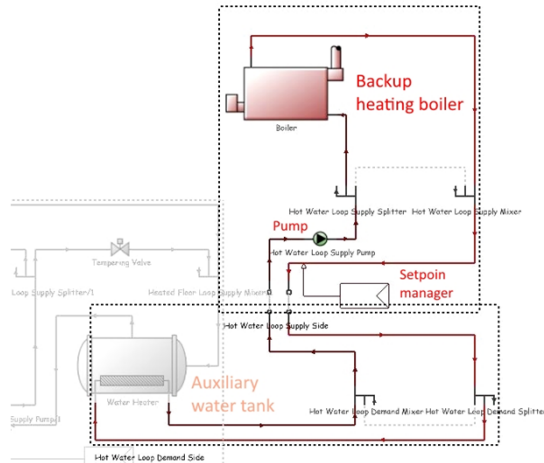 Backup
heating boiler
Boiler
Hot Water Loop Supply Splitter
Hot Water Loop Supply Mixer
Pump
Hot Water Loop Supply Pump
Tempering Valve
Setpoin
manager
Loop Supply Splitter/1
Heated Floor Loop Supply Mixer
Hot Water Loop Supply Side
Auxiliary
water tank
Water Heater
Supply Pump
Hot Water Loop Demand Mixer
Hot Water Loop Demand Splitte
Hot Water Loop Demand Side